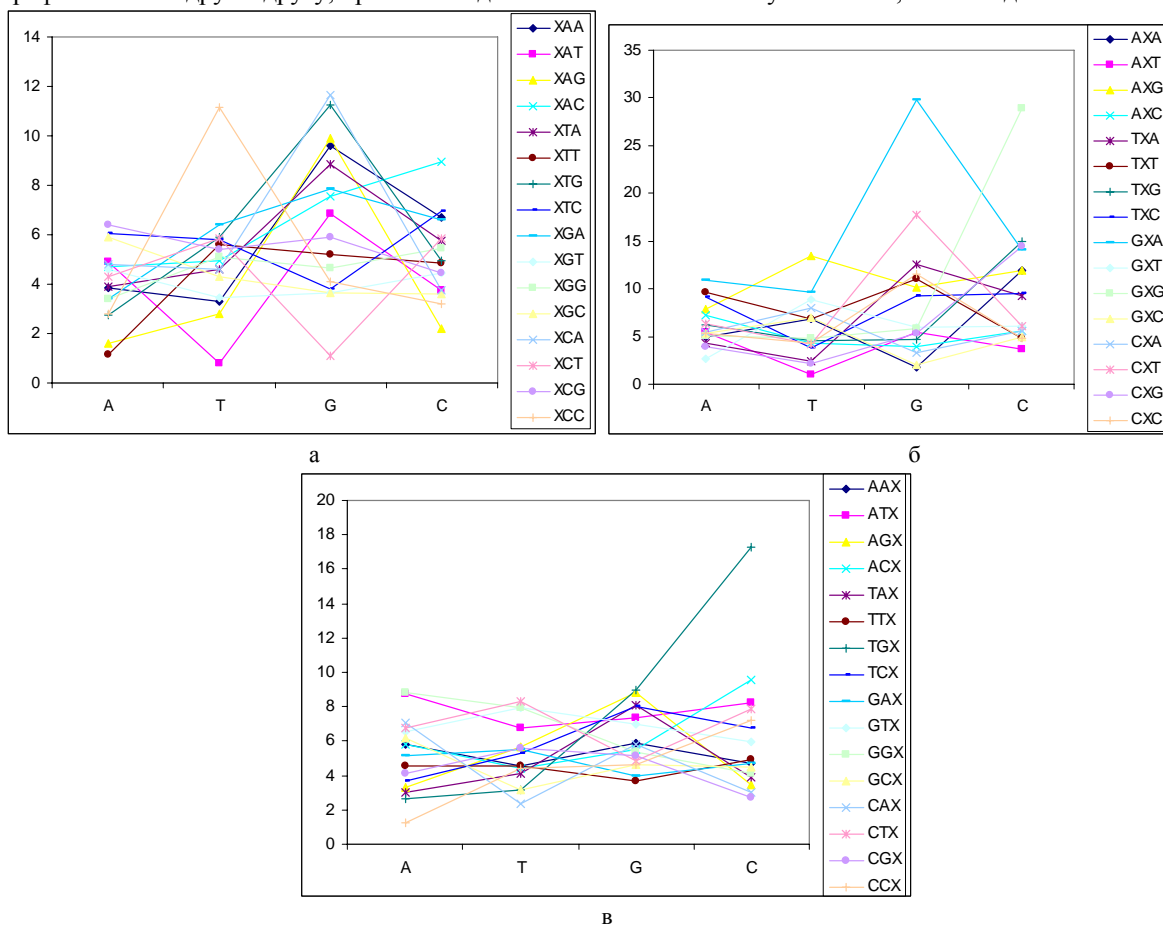 14
12
10
8
6
4
2
0
A T G C
XAA
XAT
XAG
XAC
XTA
XTT
XTG
XTC
XGA
XGT
XGG
XGC
XCA
XCT
XCG
XCC
а
35
30
25
20
15
10
5
0
A T G C
AXA
AXT
AXG
AXC
TXA
TXT
TXG
TXC
GXA
GXT
GXG
GXC
CXA
CXT
CXG
CXC
б
20
18
16
14
12
10
8
6
4
2
0
A T G C
AAX
ATX
AGX
ACX
TAX
TTX
TGX
TCX
GAX
GTX
GGX
GCX
CAX
CTX
CGX
CCX
в